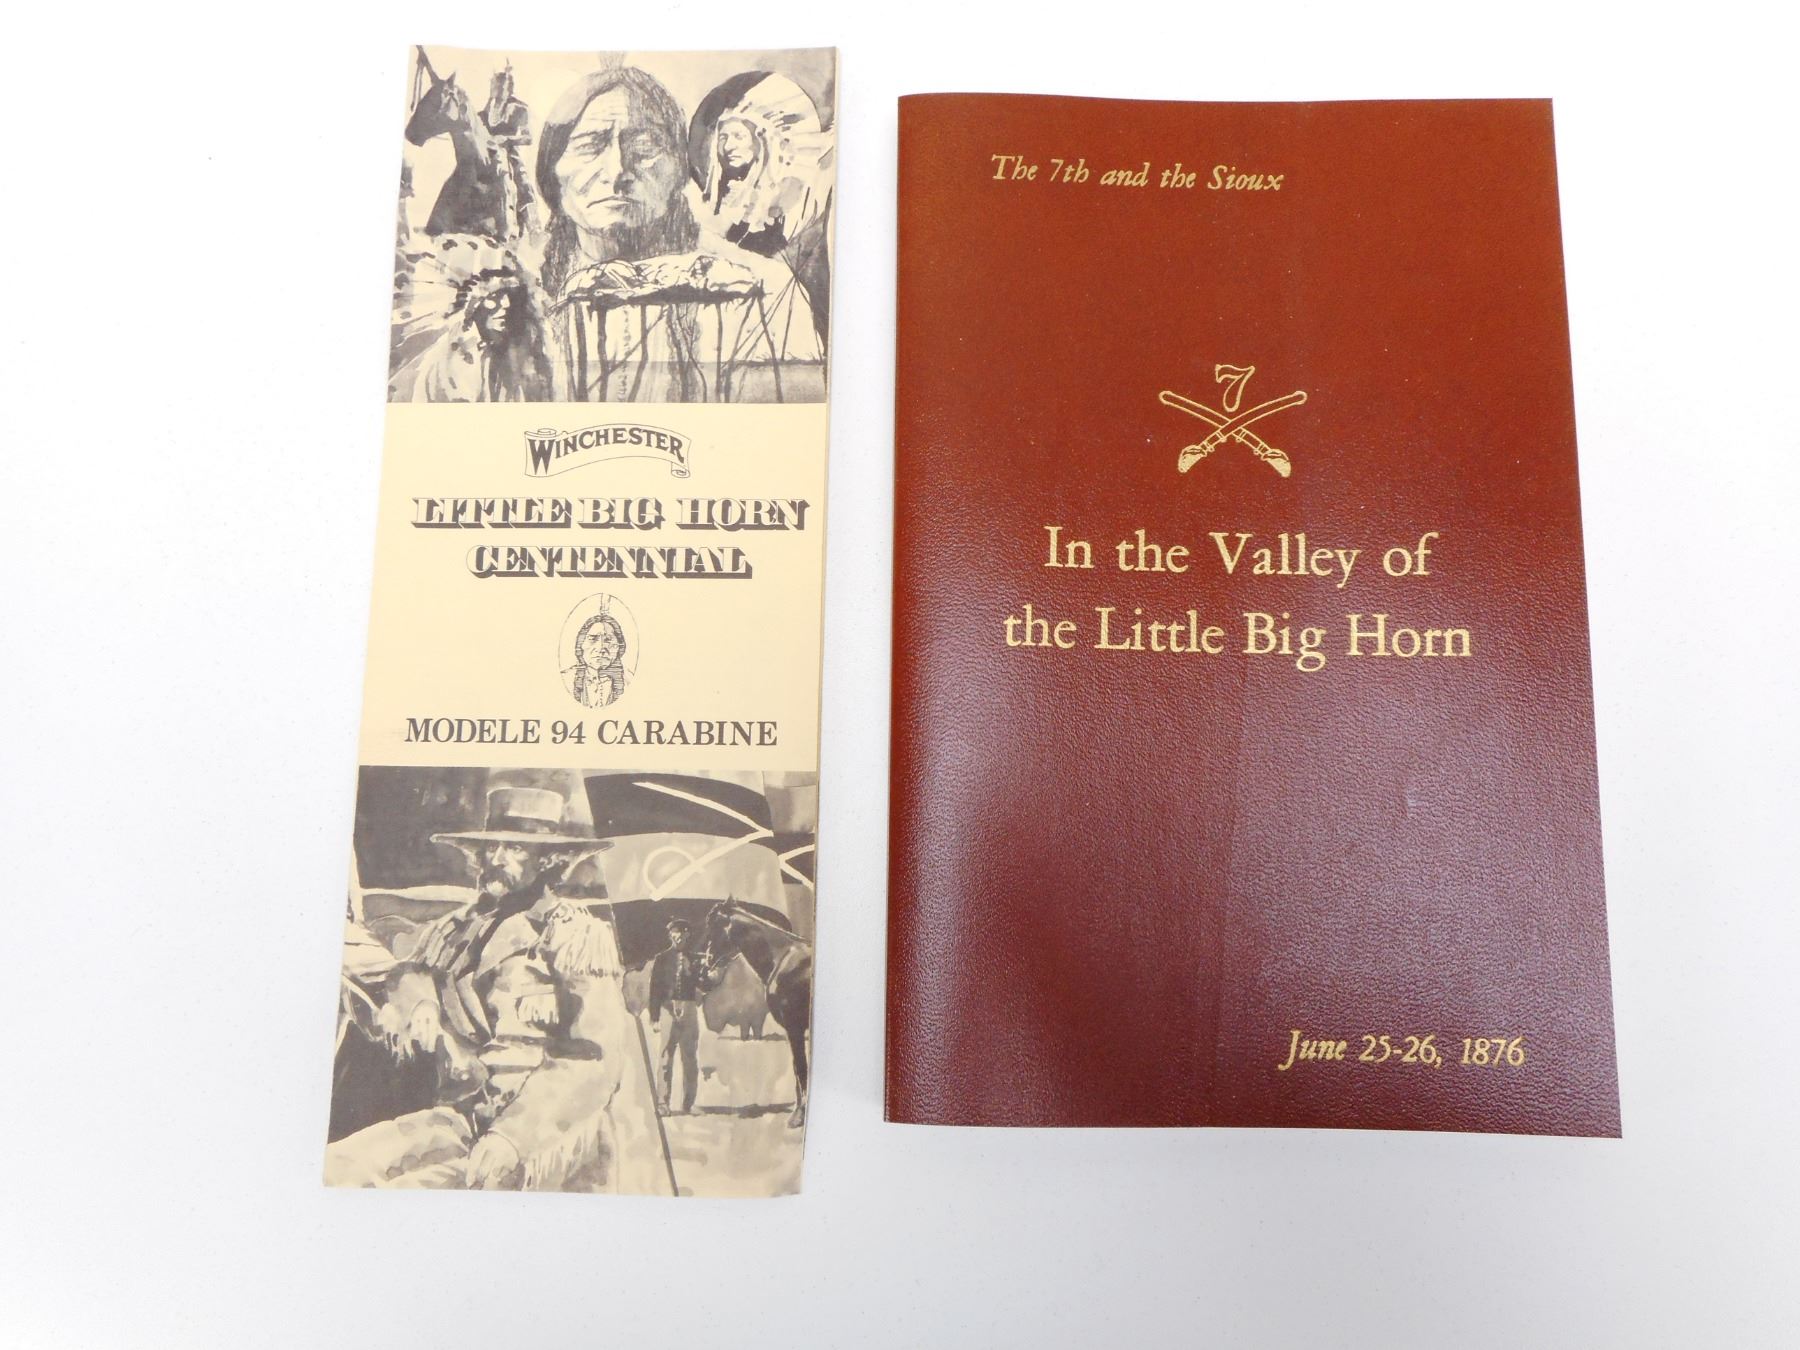 WINCHESTER
LITTLE BIG HORN
CENTENNIAL
MODELE 94 CARABINE
The 7th and the Sioux
7
In the Valley of
the Little Big Horn
June 25-26, 1876